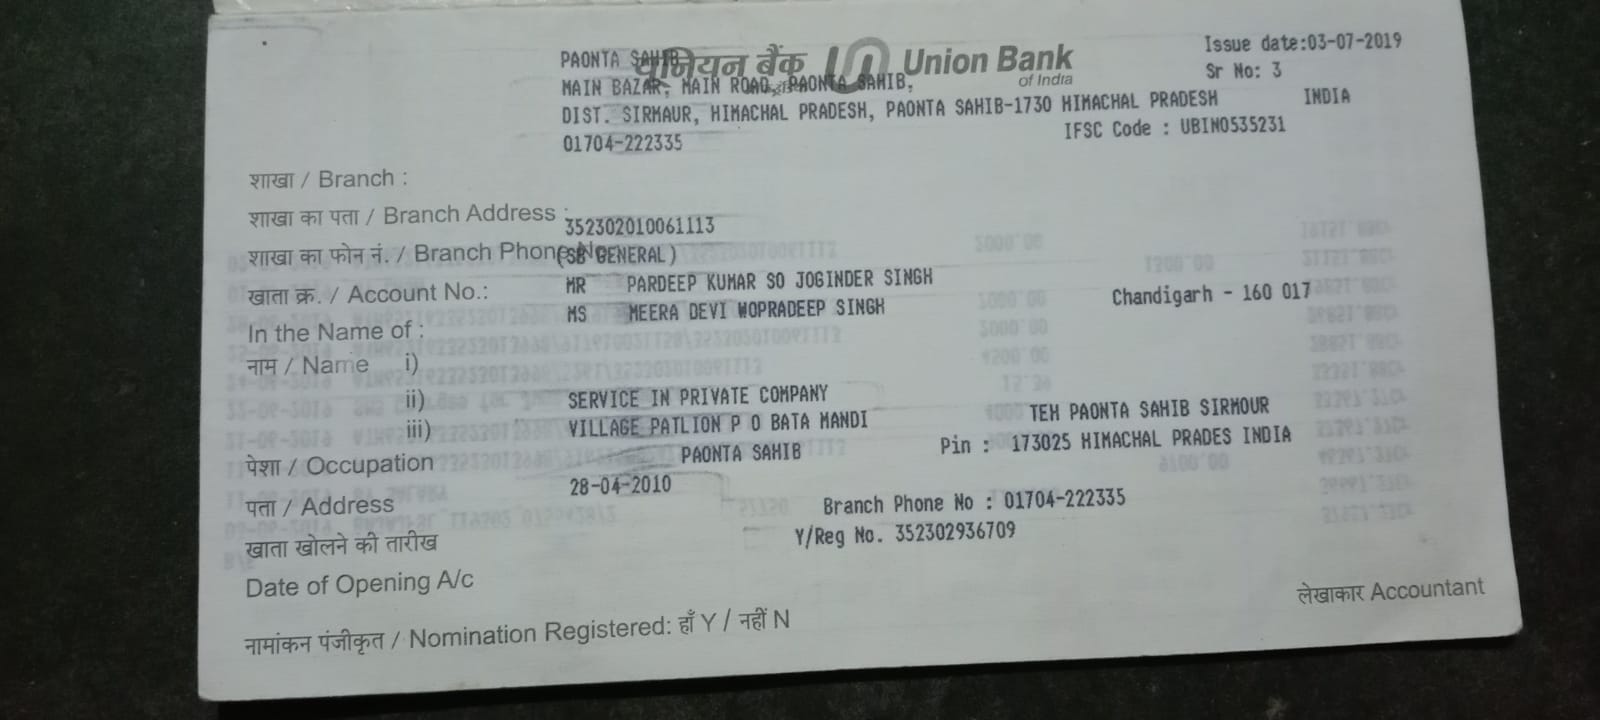 PAONTA SAHIB
यूनियन बैंक Union Bank
of India
Issue date:03-07-2019
Sr No: 3
MAIN BAZAR, MAIN ROAD, PAONTA SAHIB,
DIST. SIRMAUR, HIMACHAL PRADESH, PAONTA SAHIB-1730 HIMACHAL PRADESH INDIA
01704-222335 IFSC Code : UBIN0535231
शाखा / Branch :
शाखा का पता / Branch Address :
352302010061113
शाखा का फोन नं. / Branch Phone No
(SB GENERAL)
खाता क्र. / Account No.:
MR PARDEEP KUMAR SO JOGINDER SINGH
In the Name of :
MS MEERA DEVI WOPRADEEP SINGH Chandigarh - 160 017
नाम / Name i)
ii)
SERVICE IN PRIVATE COMPANY
iii)
VILLAGE PATLION P O BATA MANDI TEH PAONTA SAHIB SIRMOUR
पेशा / Occupation
PAONTA SAHIB Pin : 173025 HIMACHAL PRADES INDIA
पता / Address
28-04-2010
Branch Phone No : 01704-222335
खाता खोलने की तारीख
Y/Reg No. 352302936709
Date of Opening A/c
लेखाकार Accountant
नामांकन पंजीकृत / Nomination Registered: हाँ Y / नहीं N